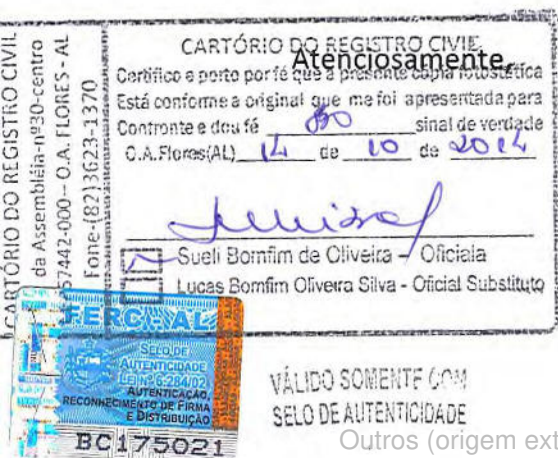 CARTÓRIO DO REGISTRO CIVIL
da Assembléia-nº30-centro
57442-000-- O.A. FLORES - AL
Fone-(82)3623-1370
CARTÓRIO DO REGISTRO CIVIL
Atenciosamente,
Certifico e porto por fé que a presente cópia fotostática
Está conforme a original que me foi apresentada para
Confronte e dou fé sinal de verdade
O.A.Flores(AL) 14 de 10 de 2014
Sueli Bomfim de Oliveira - Oficiala
Lucas Bomfim Oliveira Silva - Oficial Substituto
FERC AL
SELO DE
AUTENTICIDADE
LEI Nº 6.284/02
AUTENTICAÇÃO,
RECONHECIMENTO DE FIRMA
E DISTRIBUIÇÃO
BC175021
VÁLIDO SOMENTE COM
SELO DE AUTENTICIDADE
Outros (origem ext